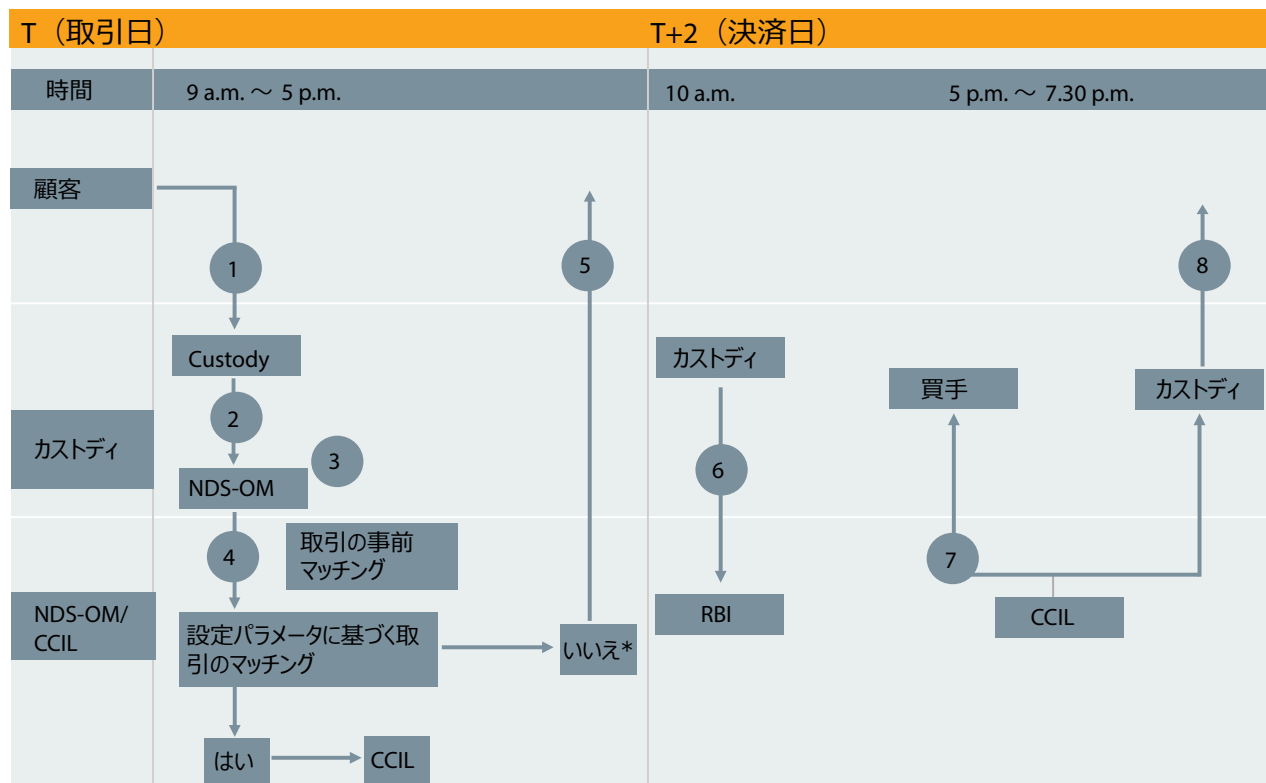 T（取引日）
T+2（決済日）
時間
9 a.m. ～ 5 p.m.
10 a.m.
5 p.m. ～ 7.30 p.m.
顧客
1
5
8
Custody
カストディ
買手
カストディ
カストディ
2
3
NDS-OM
6
4
取引の事前
マッチング
7
NDS-OM/
CCIL
設定パラメータに基づく取
引のマッチング
いいえ*
RBI
CCIL
はい
CCIL